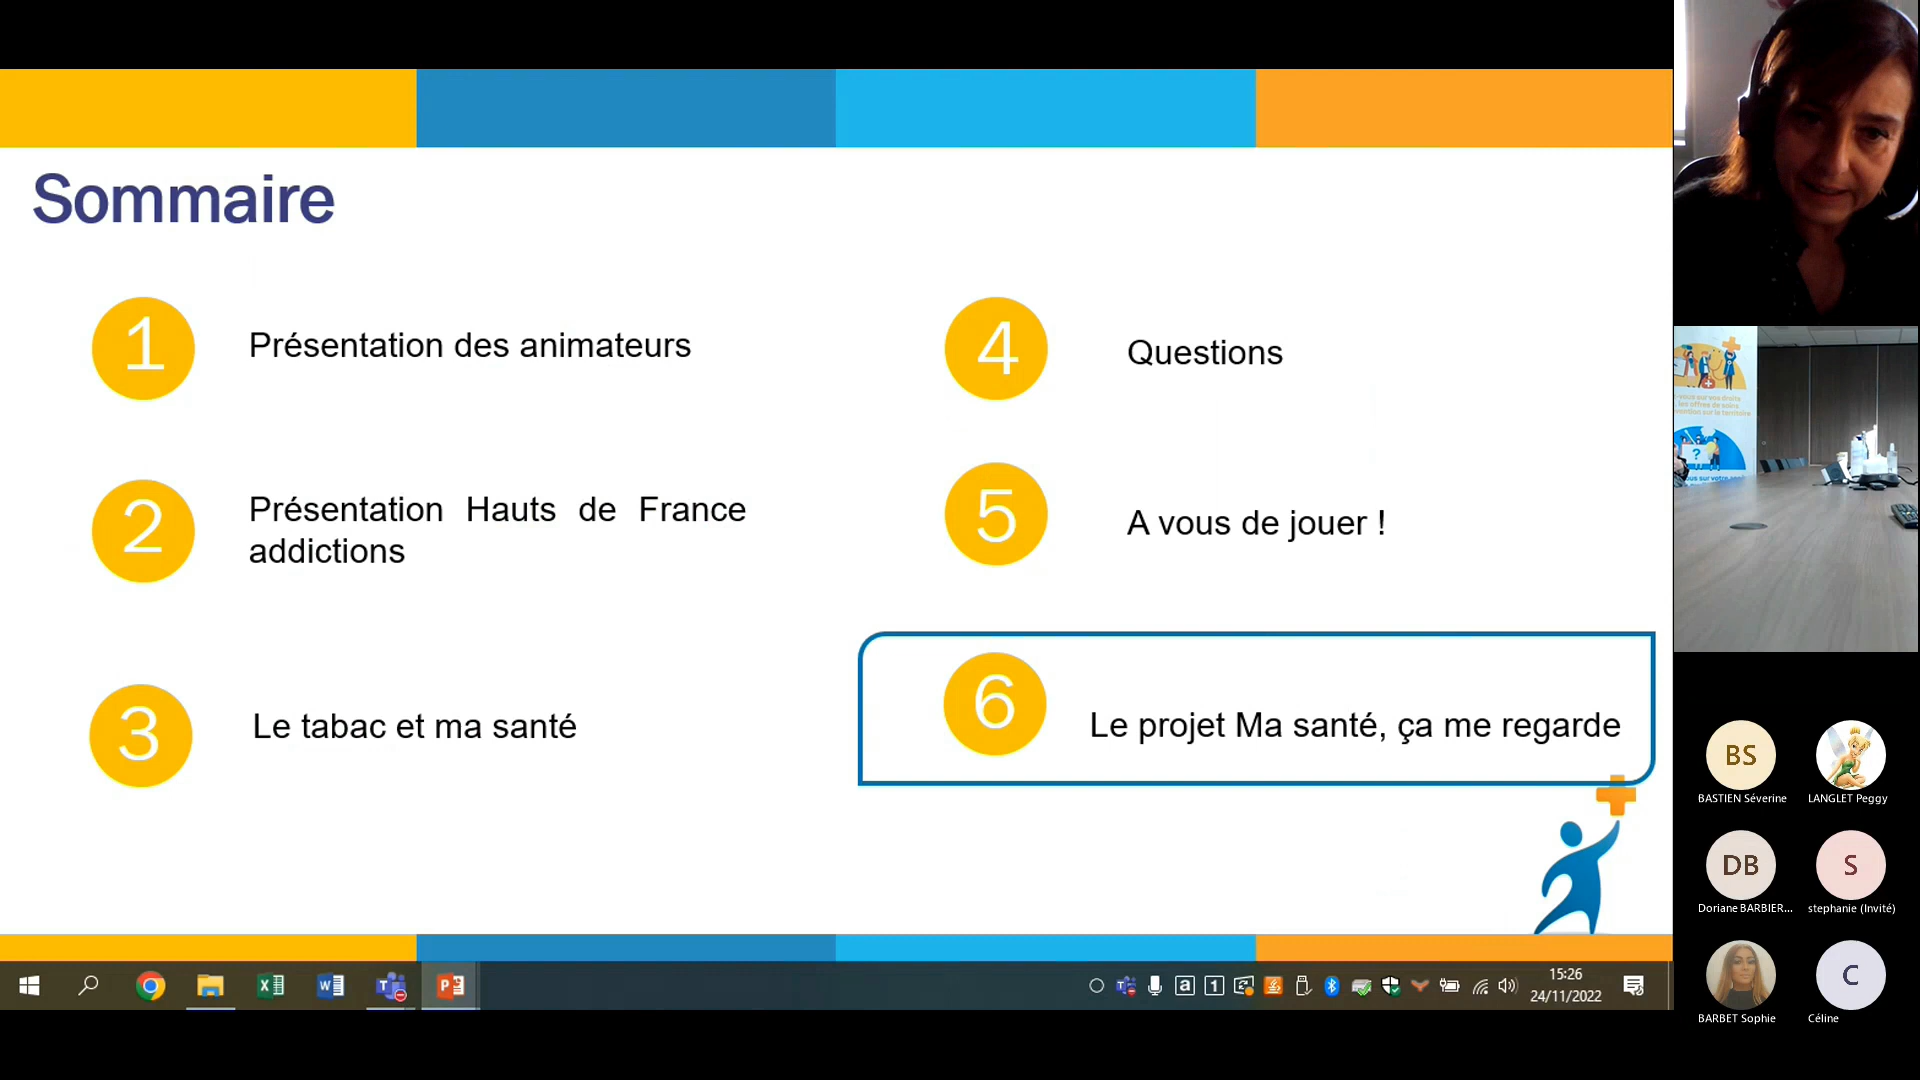 Sommaire
1
Présentation des animateurs
2
Présentation Hauts de France
addictions
3
Le tabac et ma santé
4
Questions
5
A vous de jouer !
6
Le projet Ma santé, ça me regarde
15:26
24/11/2022
BS
BASTIEN Séverine
LANGLET Peggy
DB
Doriane BARBIER...
S
stephanie (Invité)
BARBET Sophie
C
Céline